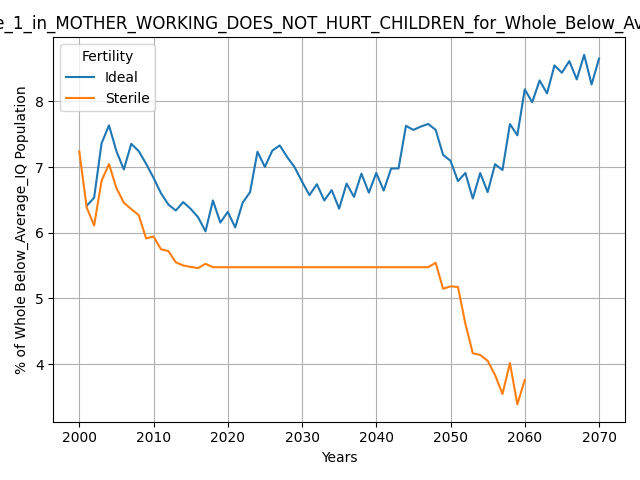 e_1_in_MOTHER_WORKING_DOES_NOT_HURT_CHILDREN_for_Whole_Below_Av
Fertility
Ideal
Sterile
% of Whole Below_Average_IQ Population
8
7
6
5
4
2000 2010 2020 2030 2040 2050 2060 2070
Years